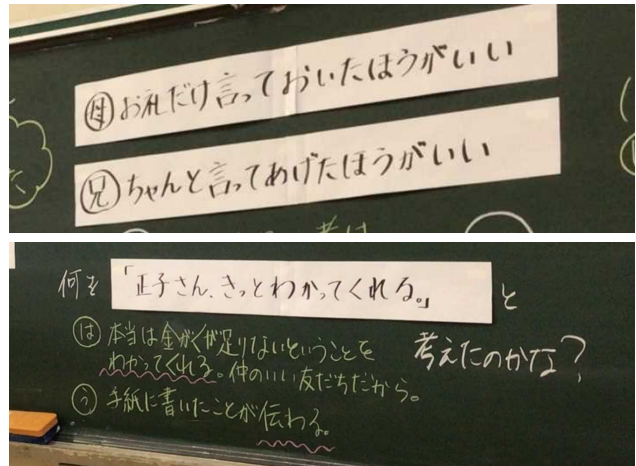 ㊊お礼だけ言っておいたほうがいい
㊋ちゃんと言ってあげたほうがいい
何を「正子さん、きっとわかってくれる。」と
考えたのかな?
は 本当は金がくが足りないということを
わかってくれる。仲のいい友だちだから。
う 手紙に書いたことが伝わる。